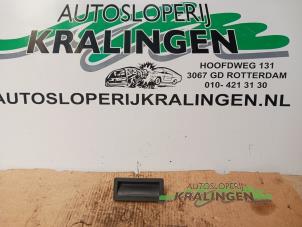 AUTOSLOPERIJ
KRALINGEN
HOOFDWEG 131
3067 GD ROTTERDAM
010- 421 31 30
AUTOSLOPERIJKRALINGEN.NL
AUTOSLOPERIJ
KRALINGEN